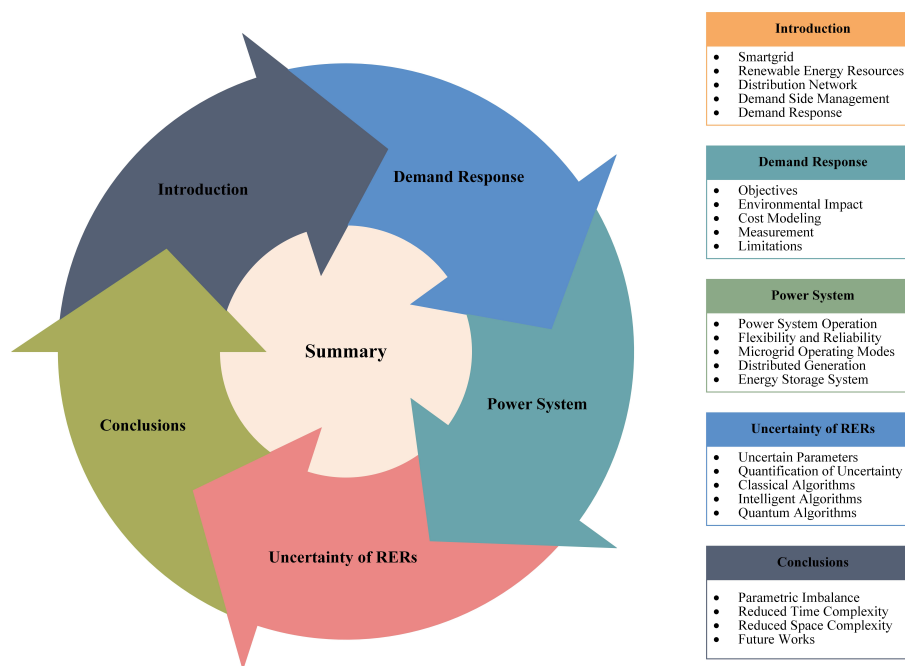 Introduction
Demand Response
Power System
Uncertainty of RERs
Conclusions
Summary
Introduction
• Smartgrid
• Renewable Energy Resources
• Distribution Network
• Demand Side Management
• Demand Response
Demand Response
• Objectives
• Environmental Impact
• Cost Modeling
• Measurement
• Limitations
Power System
• Power System Operation
• Flexibility and Reliability
• Microgrid Operating Modes
• Distributed Generation
• Energy Storage System
Uncertainty of RERs
• Uncertain Parameters
• Quantification of Uncertainty
• Classical Algorithms
• Intelligent Algorithms
• Quantum Algorithms
Conclusions
• Parametric Imbalance
• Reduced Time Complexity
• Reduced Space Complexity
• Future Works